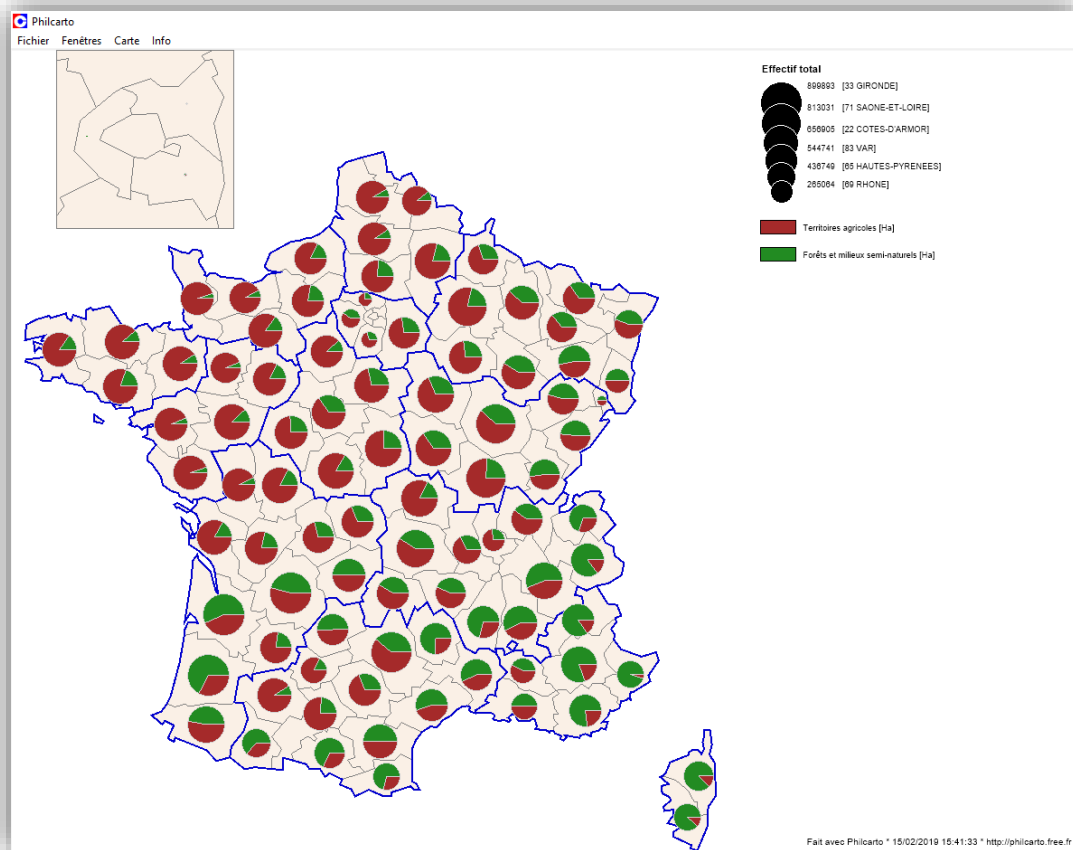 Philcarto
Fichier Fenêtres Carte Info
Effectif total
899893 [33 GIRONDE]
813031 [71 SAONE-ET-LOIRE]
656905 [22 COTES-D'ARMOR]
544741 [83 VAR]
436749 [65 HAUTES-PYRENEES]
265064 [69 RHONE]
Territoires agricoles [Ha]
Forêts et milieux semi-naturels [Ha]
Fait avec Philcarto * 15/02/2019 15:41:33 * http://philcarto.free.fr